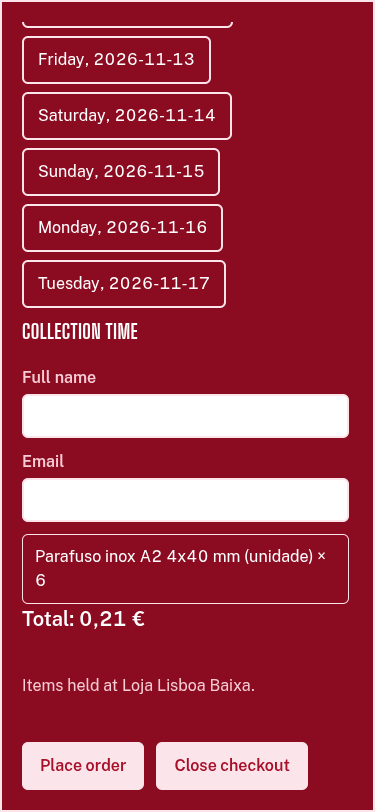 Friday, 2026-11-13
Saturday, 2026-11-14
Sunday, 2026-11-15
Monday, 2026-11-16
Tuesday, 2026-11-17
COLLECTION TIME
Full name
Email
Parafuso inox A2 4x40 mm (unidade) ×
6
Total: 0,21 €
Items held at Loja Lisboa Baixa.
Place order
Close checkout